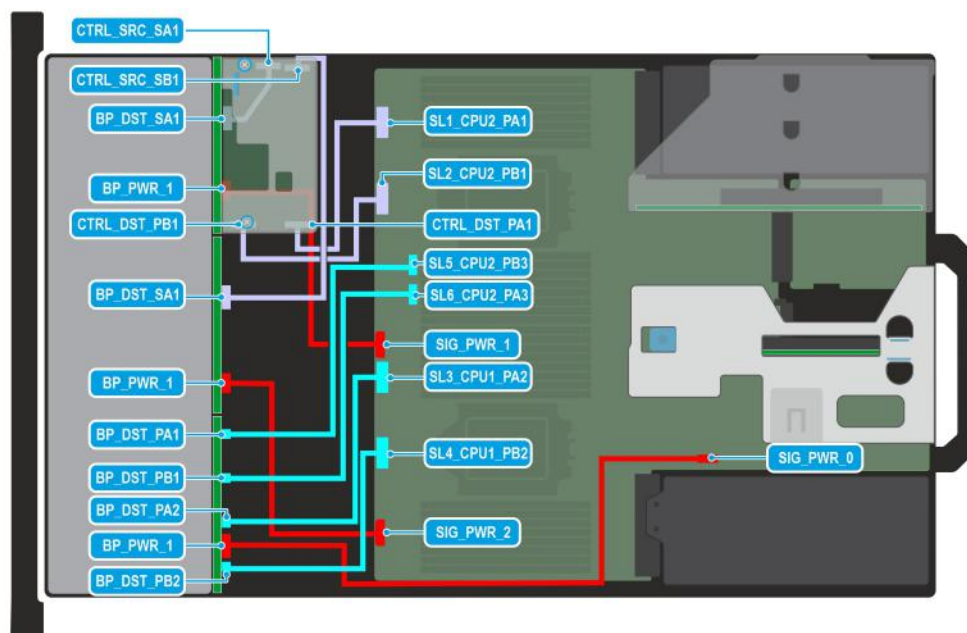 CTRL_SRC_SA1
CTRL_SRC_SB1
BP_DST_SA1
SL1_CPU2_PA1
SL2_CPU2_PB1
BP_PWR_1
CTRL_DST_PB1
CTRL_DST_PA1
SL5_CPU2_PB3
BP_DST_SA1
SL6_CPU2_PA3
SIG_PWR_1
BP_PWR_1
SL3_CPU1_PA2
BP_DST_PA1
SL4_CPU1_PB2
SIG_PWR_0
BP_DST_PB1
BP_DST_PA2
SIG_PWR_2
BP_PWR_1
BP_DST_PB2